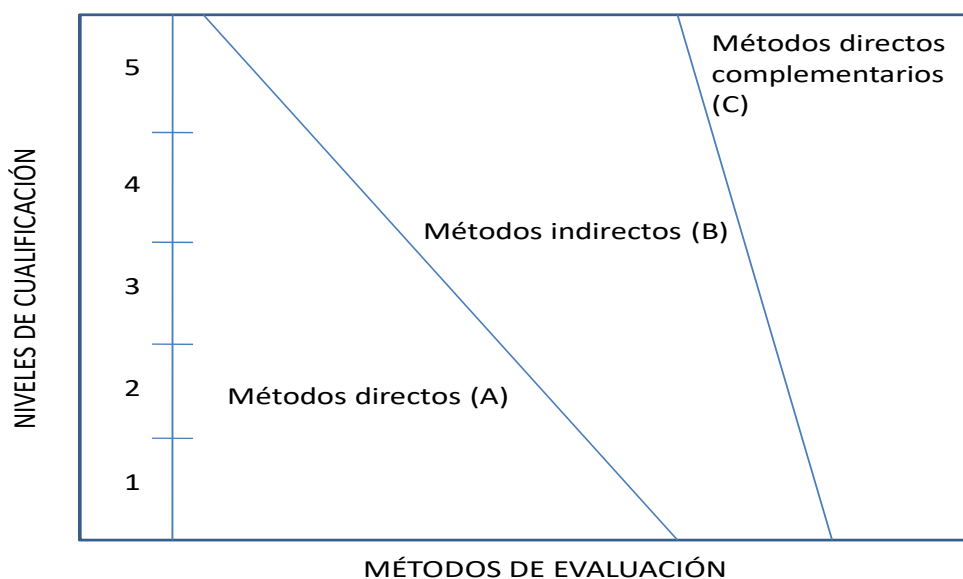 NIVELES DE CUALIFICACIÓN
5
4
3
2
1
Métodos directos
complementarios
(C)
Métodos indirectos (B)
Métodos directos (A)
MÉTODOS DE EVALUACIÓN